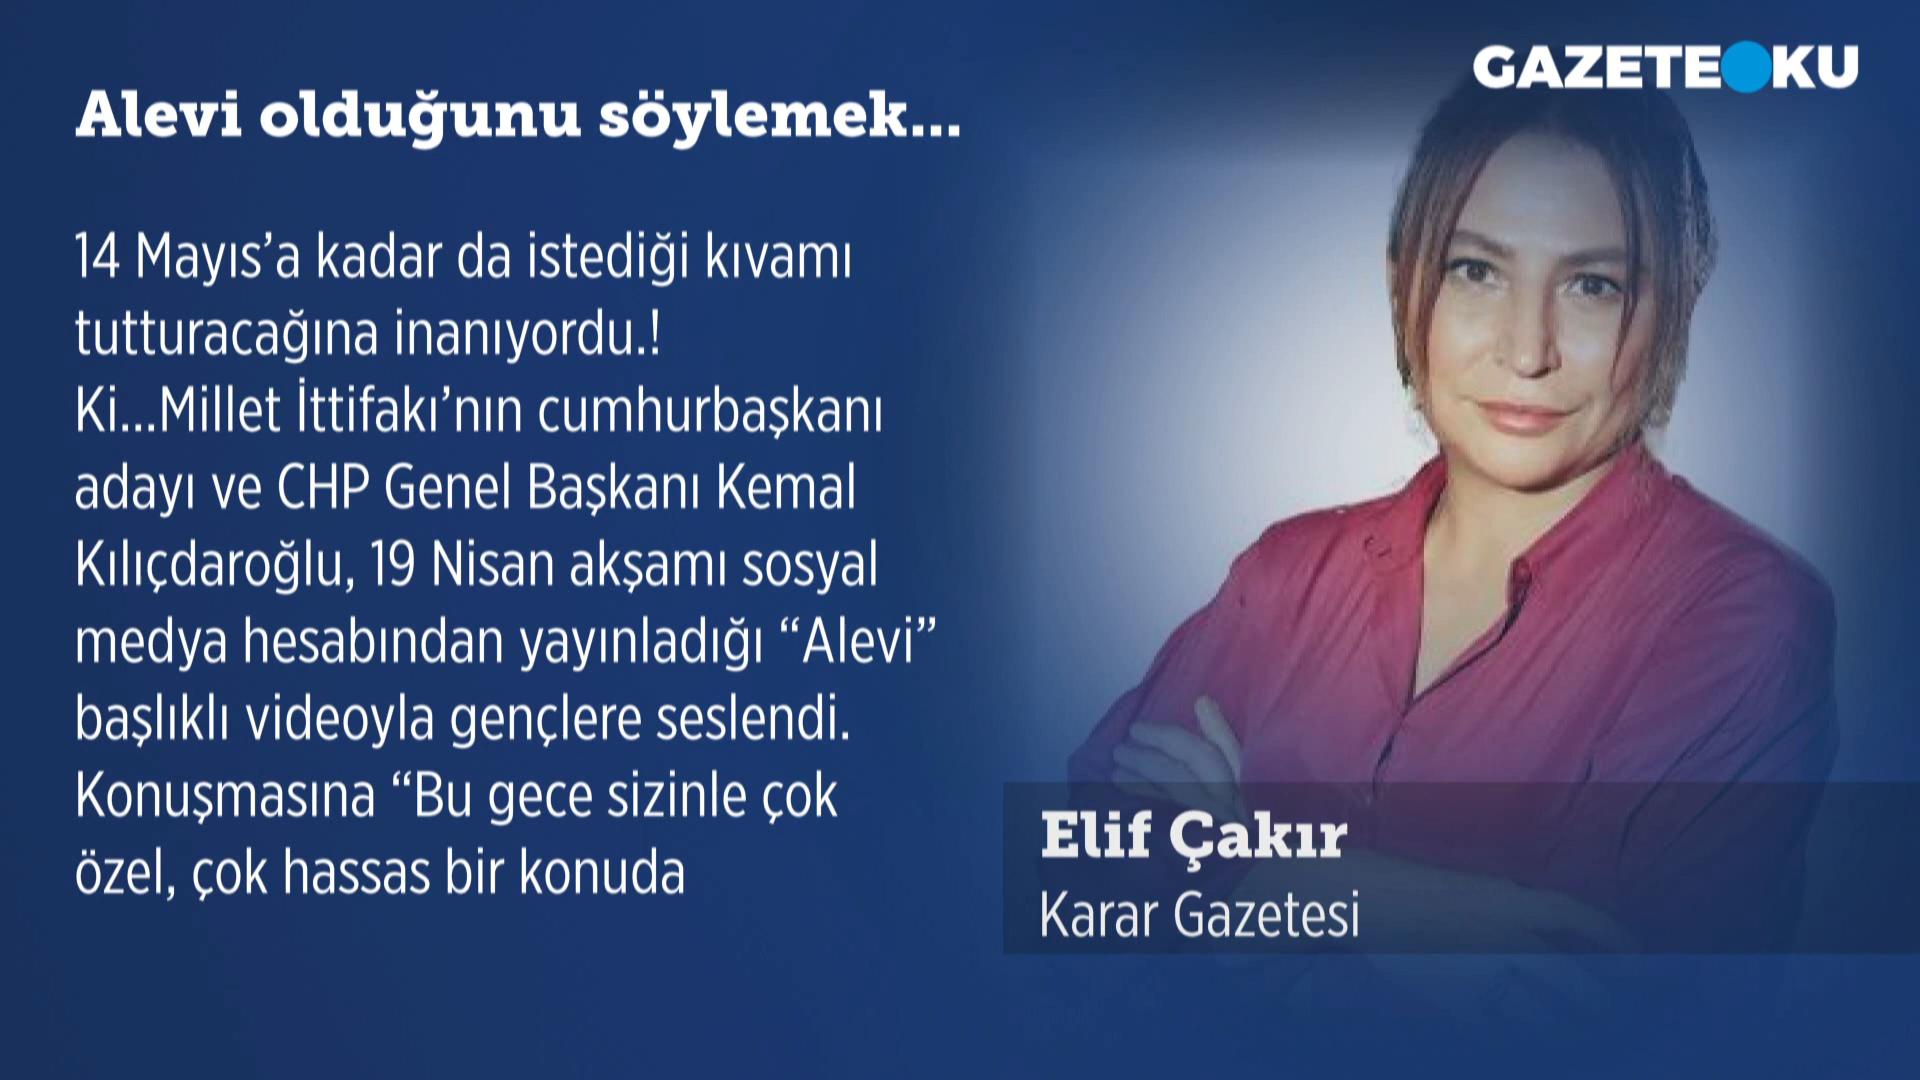 GAZETEOKU
Alevi olduğunu söylemek...
14 Mayıs’a kadar da istediği kıvamı
tutturacağına inanıyordu.!
Ki...Millet İttifakı’nın cumhurbaşkanı
adayı ve CHP Genel Başkanı Kemal
Kılıçdaroğlu, 19 Nisan akşamı sosyal
medya hesabından yayınladığı “Alevi”
başlıklı videoyla gençlere seslendi.
Konuşmasına “Bu gece sizinle çok
özel, çok hassas bir konuda
Elif Çakır
Karar Gazetesi